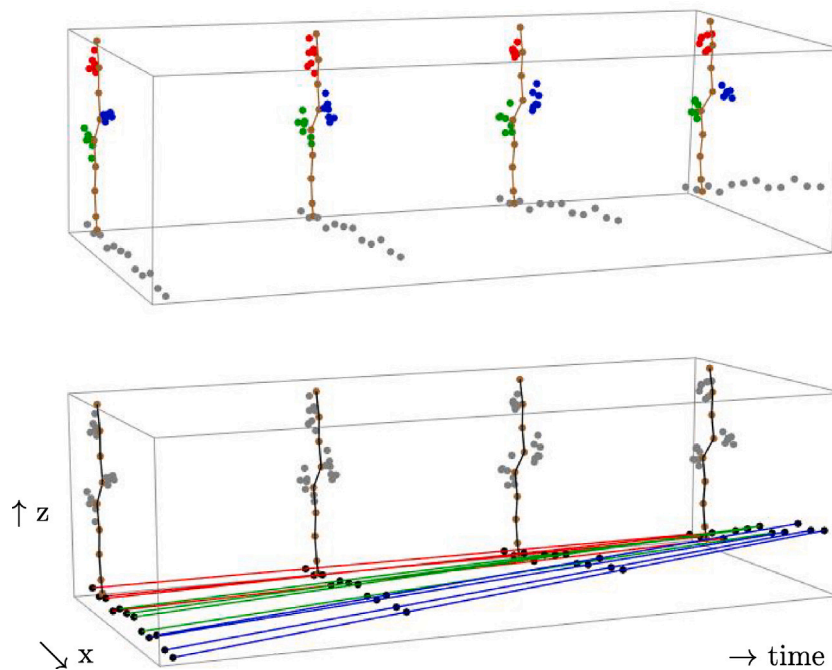 ↑ z
↘ x
→ time